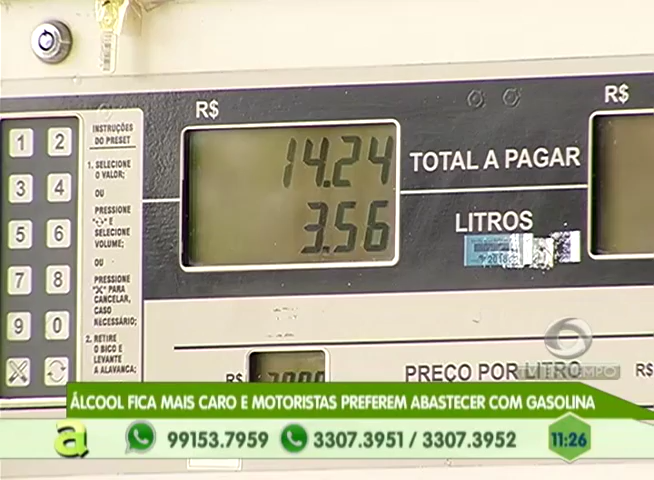 R$
R$
14.24
TOTAL A PAGAR
3.56
LITROS
2018
1 2
3 4
5 6
7 8
9 0
INSTRUÇÕES
DO PRESET
1. SELECIONE
O VALOR;
OU
PRESSIONE
SELECIONE
VOLUME;
OU
PRESSIONE
"X" PARA
CANCELAR,
CASO
NECESSÁRIO;
2. RETIRE
O BICO E
LEVANTE
A ALAVANCA;
R$
PREÇO POR LITRO
R$
ÁLCOOL FICA MAIS CARO E MOTORISTAS PREFEREM ABASTECER COM GASOLINA
a
99153.7959
3307.3951 / 3307.3952
11:26